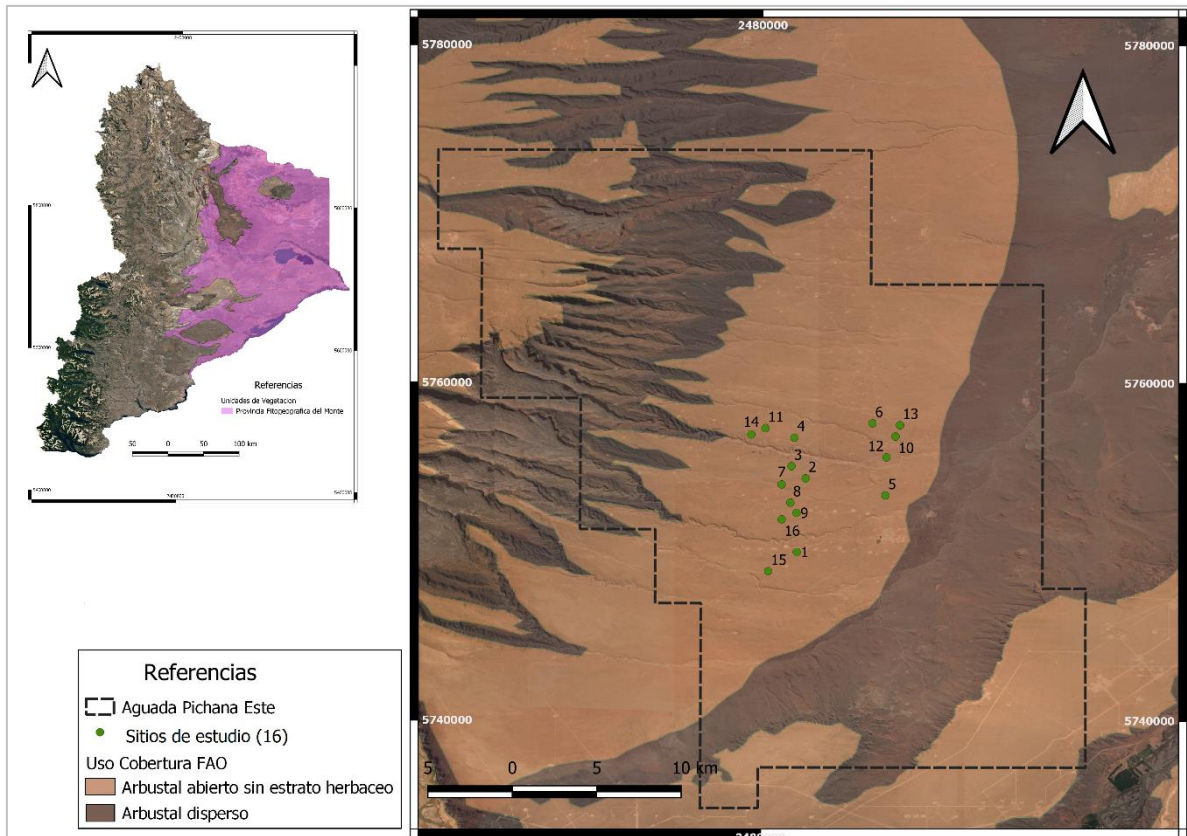 Referencias
Unidades de Vegetacion
Provincia Fitopeografica del Monte
50 0 50 100 km
Referencias
Aguada Pichana Este
Sitios de estudio (16)
Uso Cobertura FAO
Arbustal abierto sin estrato herbaceo
Arbustal disperso
2480000
5780000
5780000
5760000
5760000
6
13
14
11
4
10
12
3
2
7
5
8
9
16
1
15
5740000
5740000
5 0 5 10 km